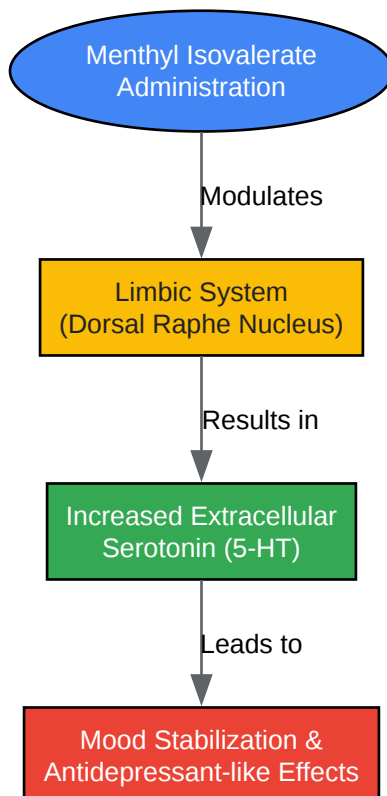 Menthyl Isovalerate
Administration
Modulates
Limbic System
(Dorsal Raphe Nucleus)
Results in
Increased Extracellular
Serotonin (5-HT)
Leads to
Mood Stabilization &
Antidepressant-like Effects